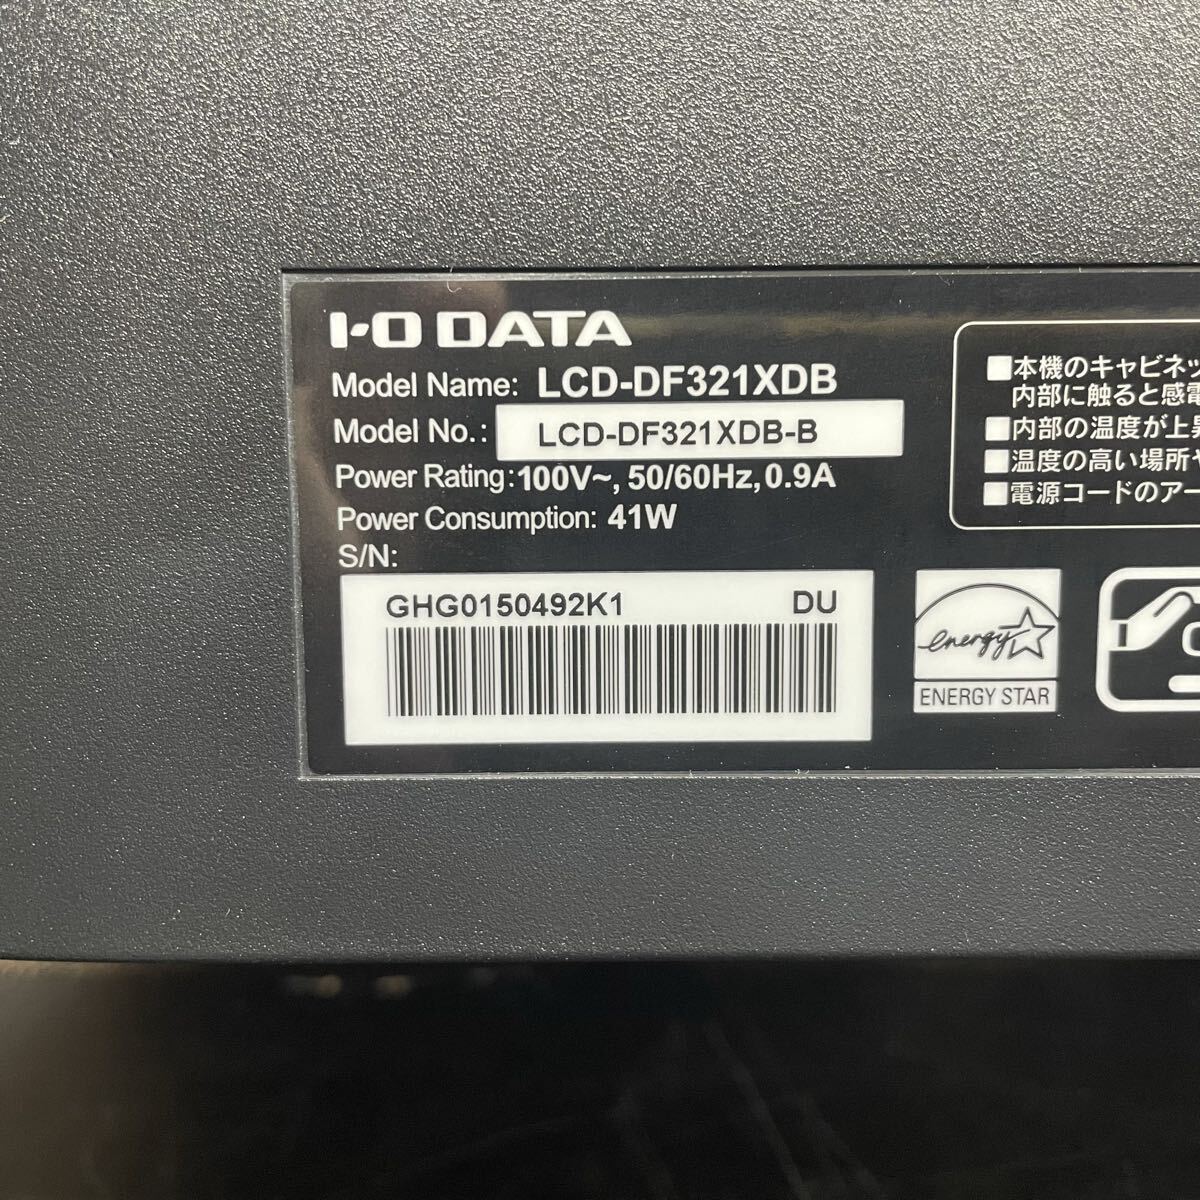 I-O DATA
Model Name: LCD-DF321XDB
Model No.: LCD-DF321XDB-B
Power Rating: 100V~, 50/60Hz, 0.9A
Power Consumption: 41W
S/N:
GHG0150492K1 DU
■本機のキャビネッ
内部に触ると感電
■内部の温度が上昇
■温度の高い場所や
■電源コードのアー
energy
ENERGY STAR